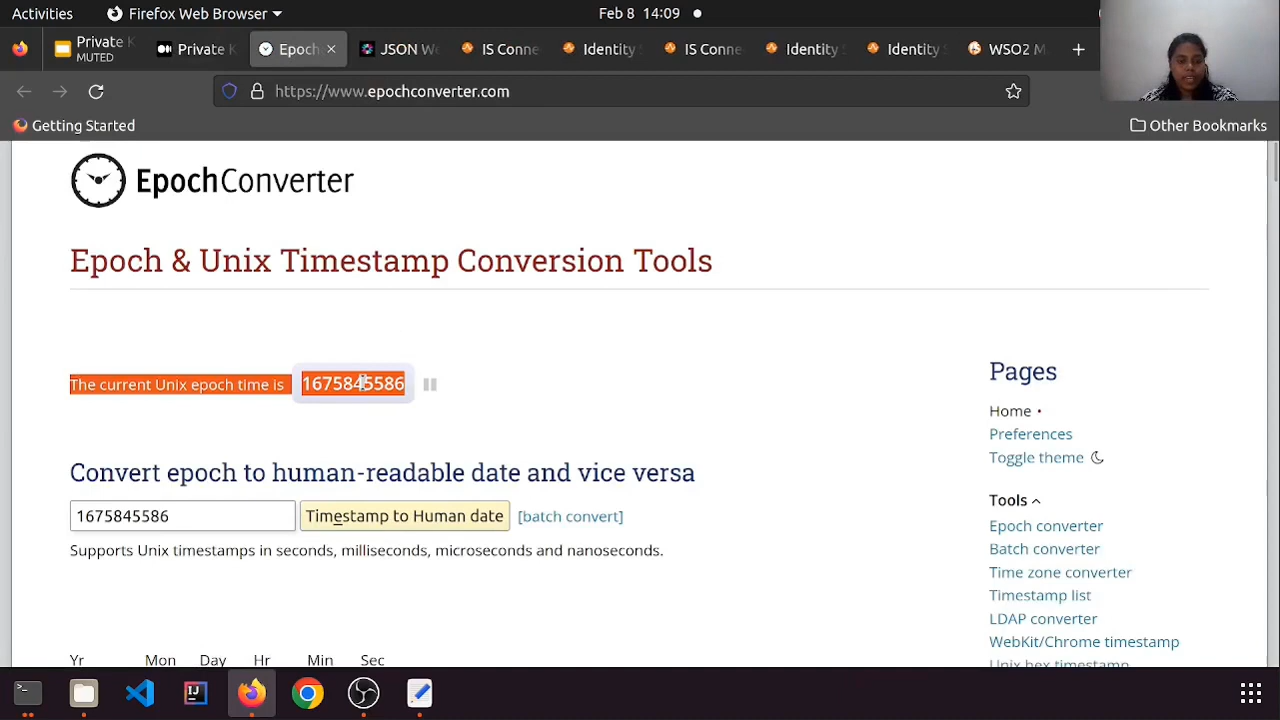 Activities
Firefox Web Browser
Feb 8 14:09
Private K
MUTED
Private K
Epoch
JSON We
IS Conne
Identity
IS Conne
Identity
Identity
WSO2 M
https://www.epochconverter.com
Getting Started
Other Bookmarks
EpochConverter
Epoch & Unix Timestamp Conversion Tools
The current Unix epoch time is 1675845586
Convert epoch to human-readable date and vice versa
1675845586
Timestamp to Human date
[batch convert]
Supports Unix timestamps in seconds, milliseconds, microseconds and nanoseconds.
Yr Mon Day Hr Min Sec
Pages
Home
Preferences
Toggle theme
Tools
Epoch converter
Batch converter
Time zone converter
Timestamp list
LDAP converter
WebKit/Chrome timestamp
Unix hex timestamp